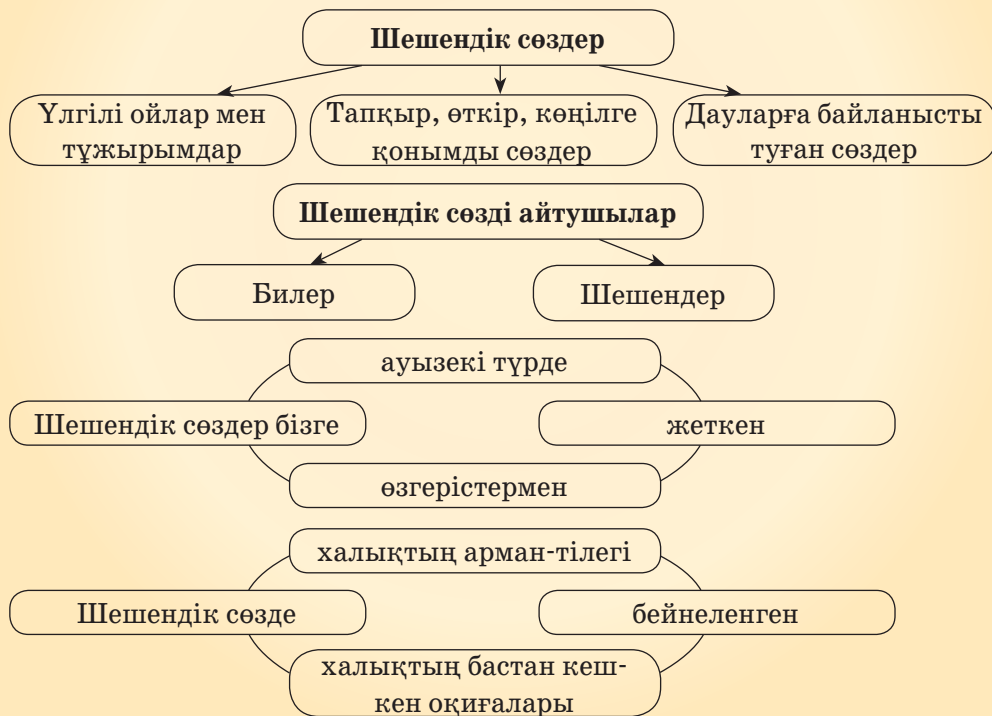 Шешендік сөздер
Үлгілі ойлар мен
тұжырымдар
Тапқыр, өткір, көңілге
қонымды сөздер
Дауларға байланысты
туған сөздер
Шешендік сөзді айтушылар
Билер
Шешендер
ауызекі түрде
Шешендік сөздер бізге
жеткен
өзгерістермен
халықтың арман-тілегі
Шешендік сөзде
бейнеленген
халықтың бастан кеш-
кен оқиғалары